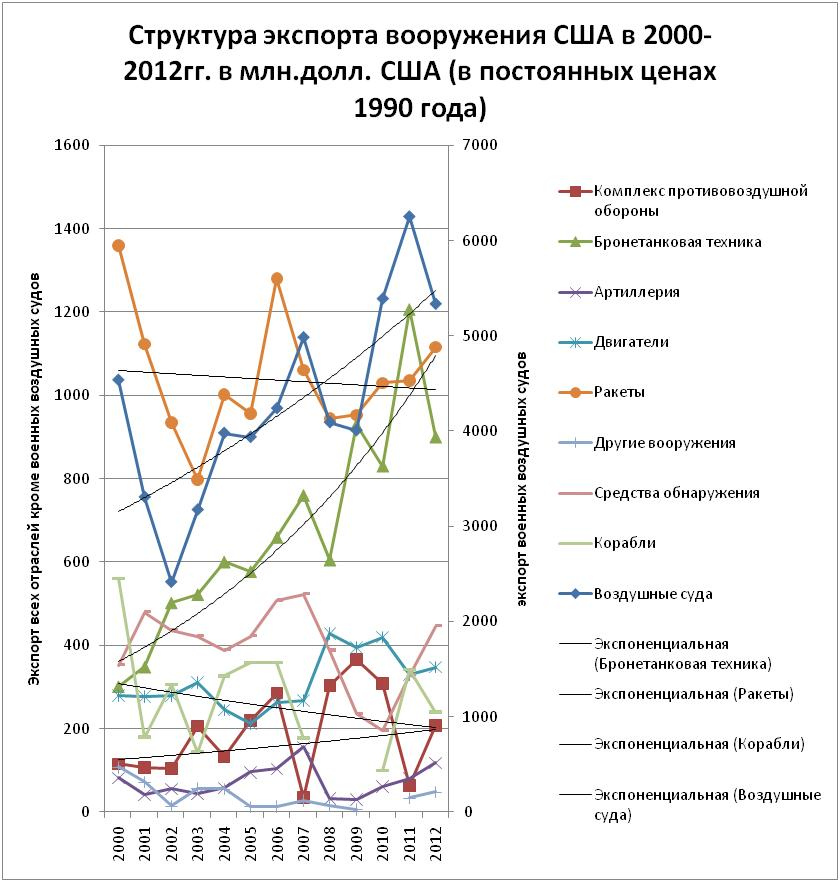 Структура экспорта вооружения США в 2000-
2012гг. в млн.долл. США (в постоянных ценах
1990 года)
Экспорт всех отраслей кроме военных воздушных судов
1600
1400
1200
1000
800
600
400
200
0
7000
6000
5000
4000
3000
2000
1000
0
экспорт военных воздушных судов
2000
2001
2002
2003
2004
2005
2006
2007
2008
2009
2010
2011
2012
Комплекс противовоздушной
обороны
Бронетанковая техника
Артиллерия
Двигатели
Ракеты
Другие вооружения
Средства обнаружения
Корабли
Воздушные суда
Экспоненциальная
(Бронетанковая техника)
Экспоненциальная (Ракеты)
Экспоненциальная (Корабли)
Экспоненциальная (Воздушные
суда)